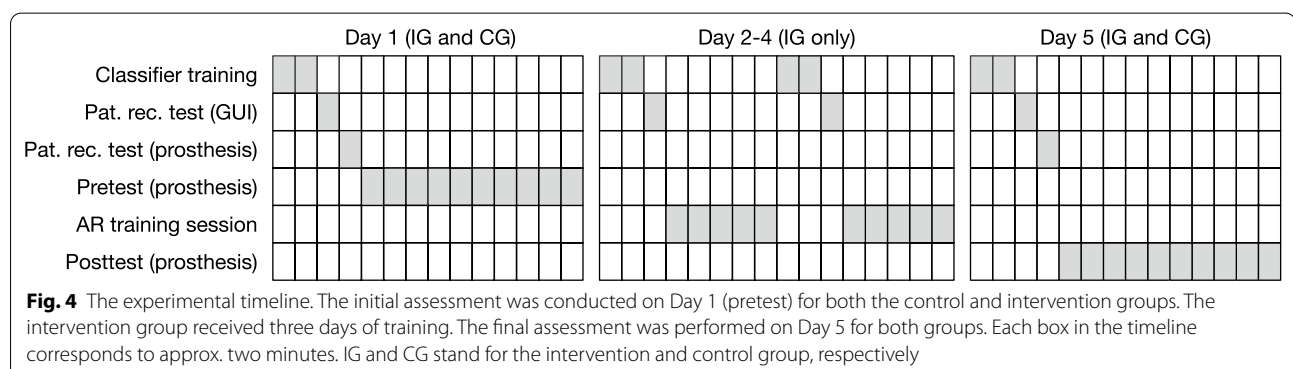 Day 1 (IG and CG)
Day 2-4 (IG only)
Day 5 (IG and CG)
Classifier training
Pat. rec. test (GUI)
Pat. rec. test (prosthesis)
Pretest (prosthesis)
AR training session
Posttest (prosthesis)
Fig. 4 The experimental timeline. The initial assessment was conducted on Day 1 (pretest) for both the control and intervention groups. The
intervention group received three days of training. The final assessment was performed on Day 5 for both groups. Each box in the timeline
corresponds to approx. two minutes. IG and CG stand for the intervention and control group, respectively